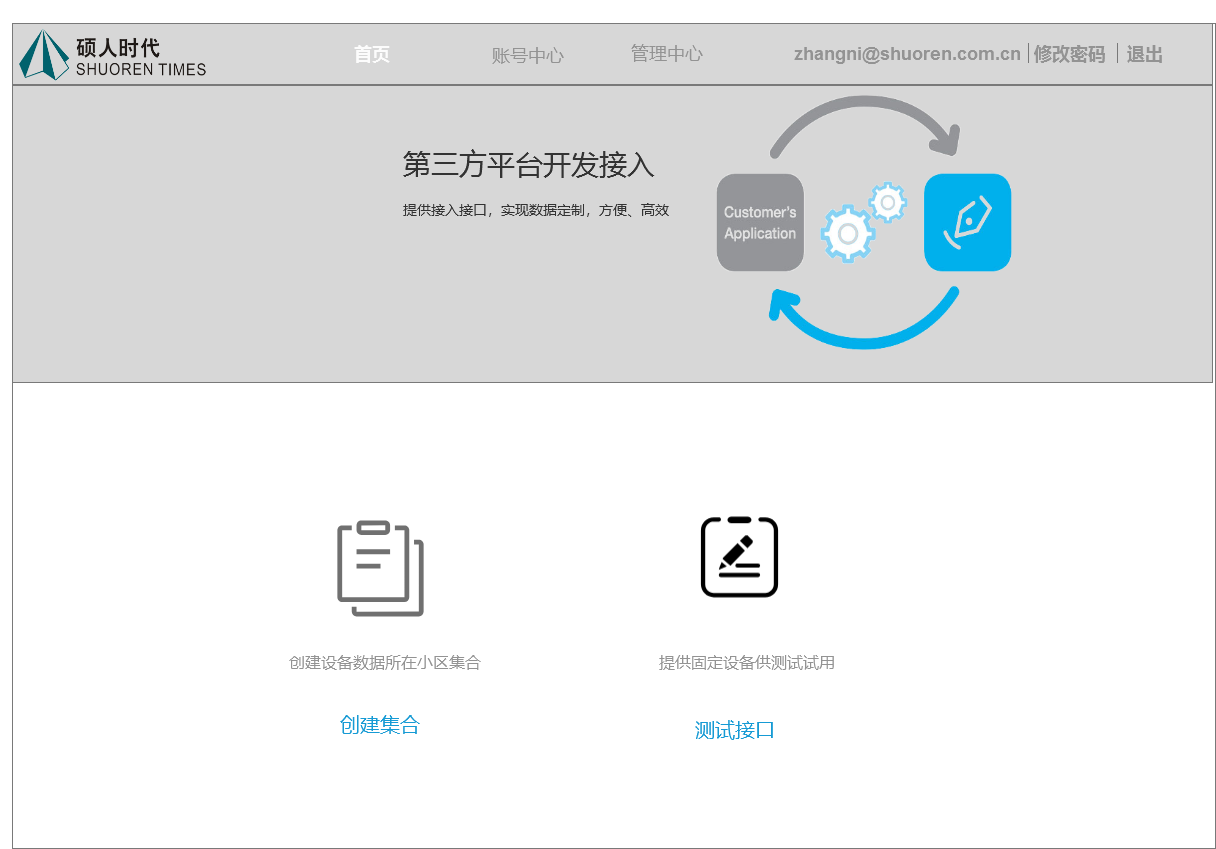 硕人时代
SHUOREN TIMES
首页
账号中心
管理中心
zhangni@shuoren.com.cn
修改密码
退出
第三方平台开发接入
提供接入接口，实现数据定制，方便、高效
Customer's
Application
创建设备数据所在小区集合
提供固定设备供测试试用
创建集合
测试接口